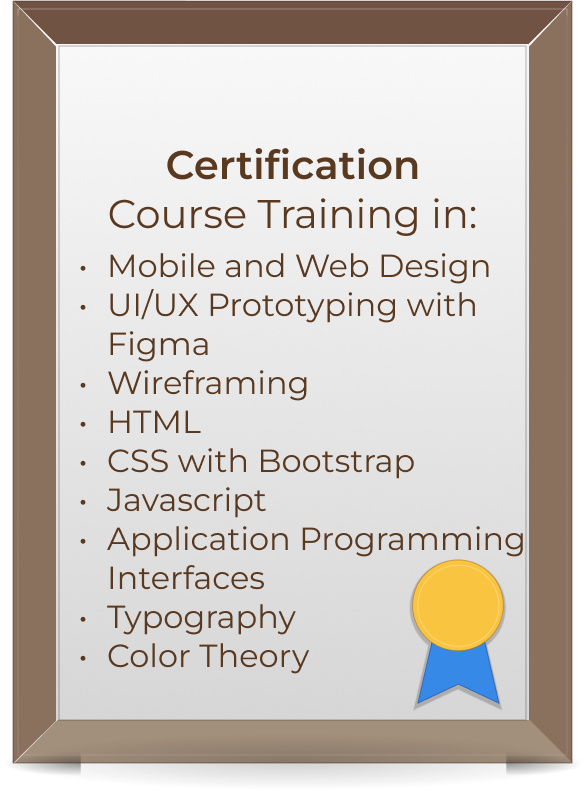 Certification
Course Training in:
• Mobile and Web Design
• UI/UX Prototyping with
Figma
• Wireframing
• HTML
• CSS with Bootstrap
• Javascript
• Application Programming
Interfaces
• Typography
• Color Theory